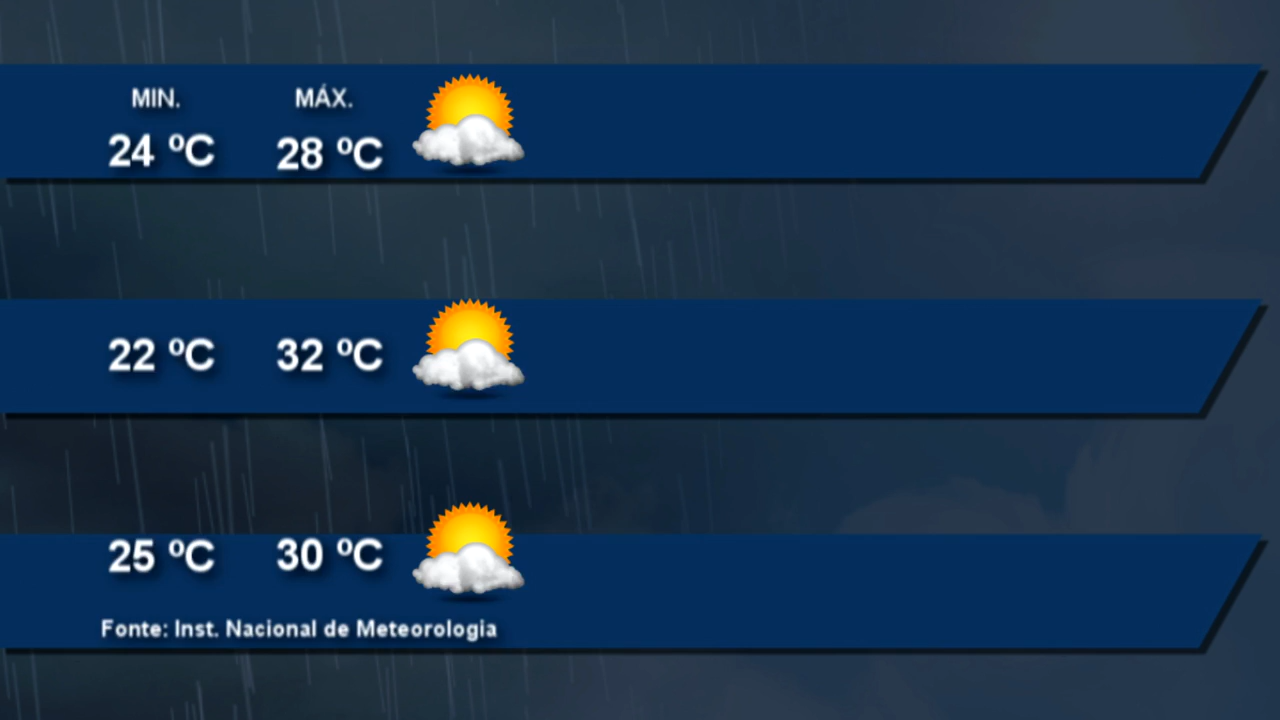 MIN. MÁX.
24 ºC 28 ºC
22 ºC 32 ºC
25 ºC 30 ºC
Fonte: Inst. Nacional de Meteorologia